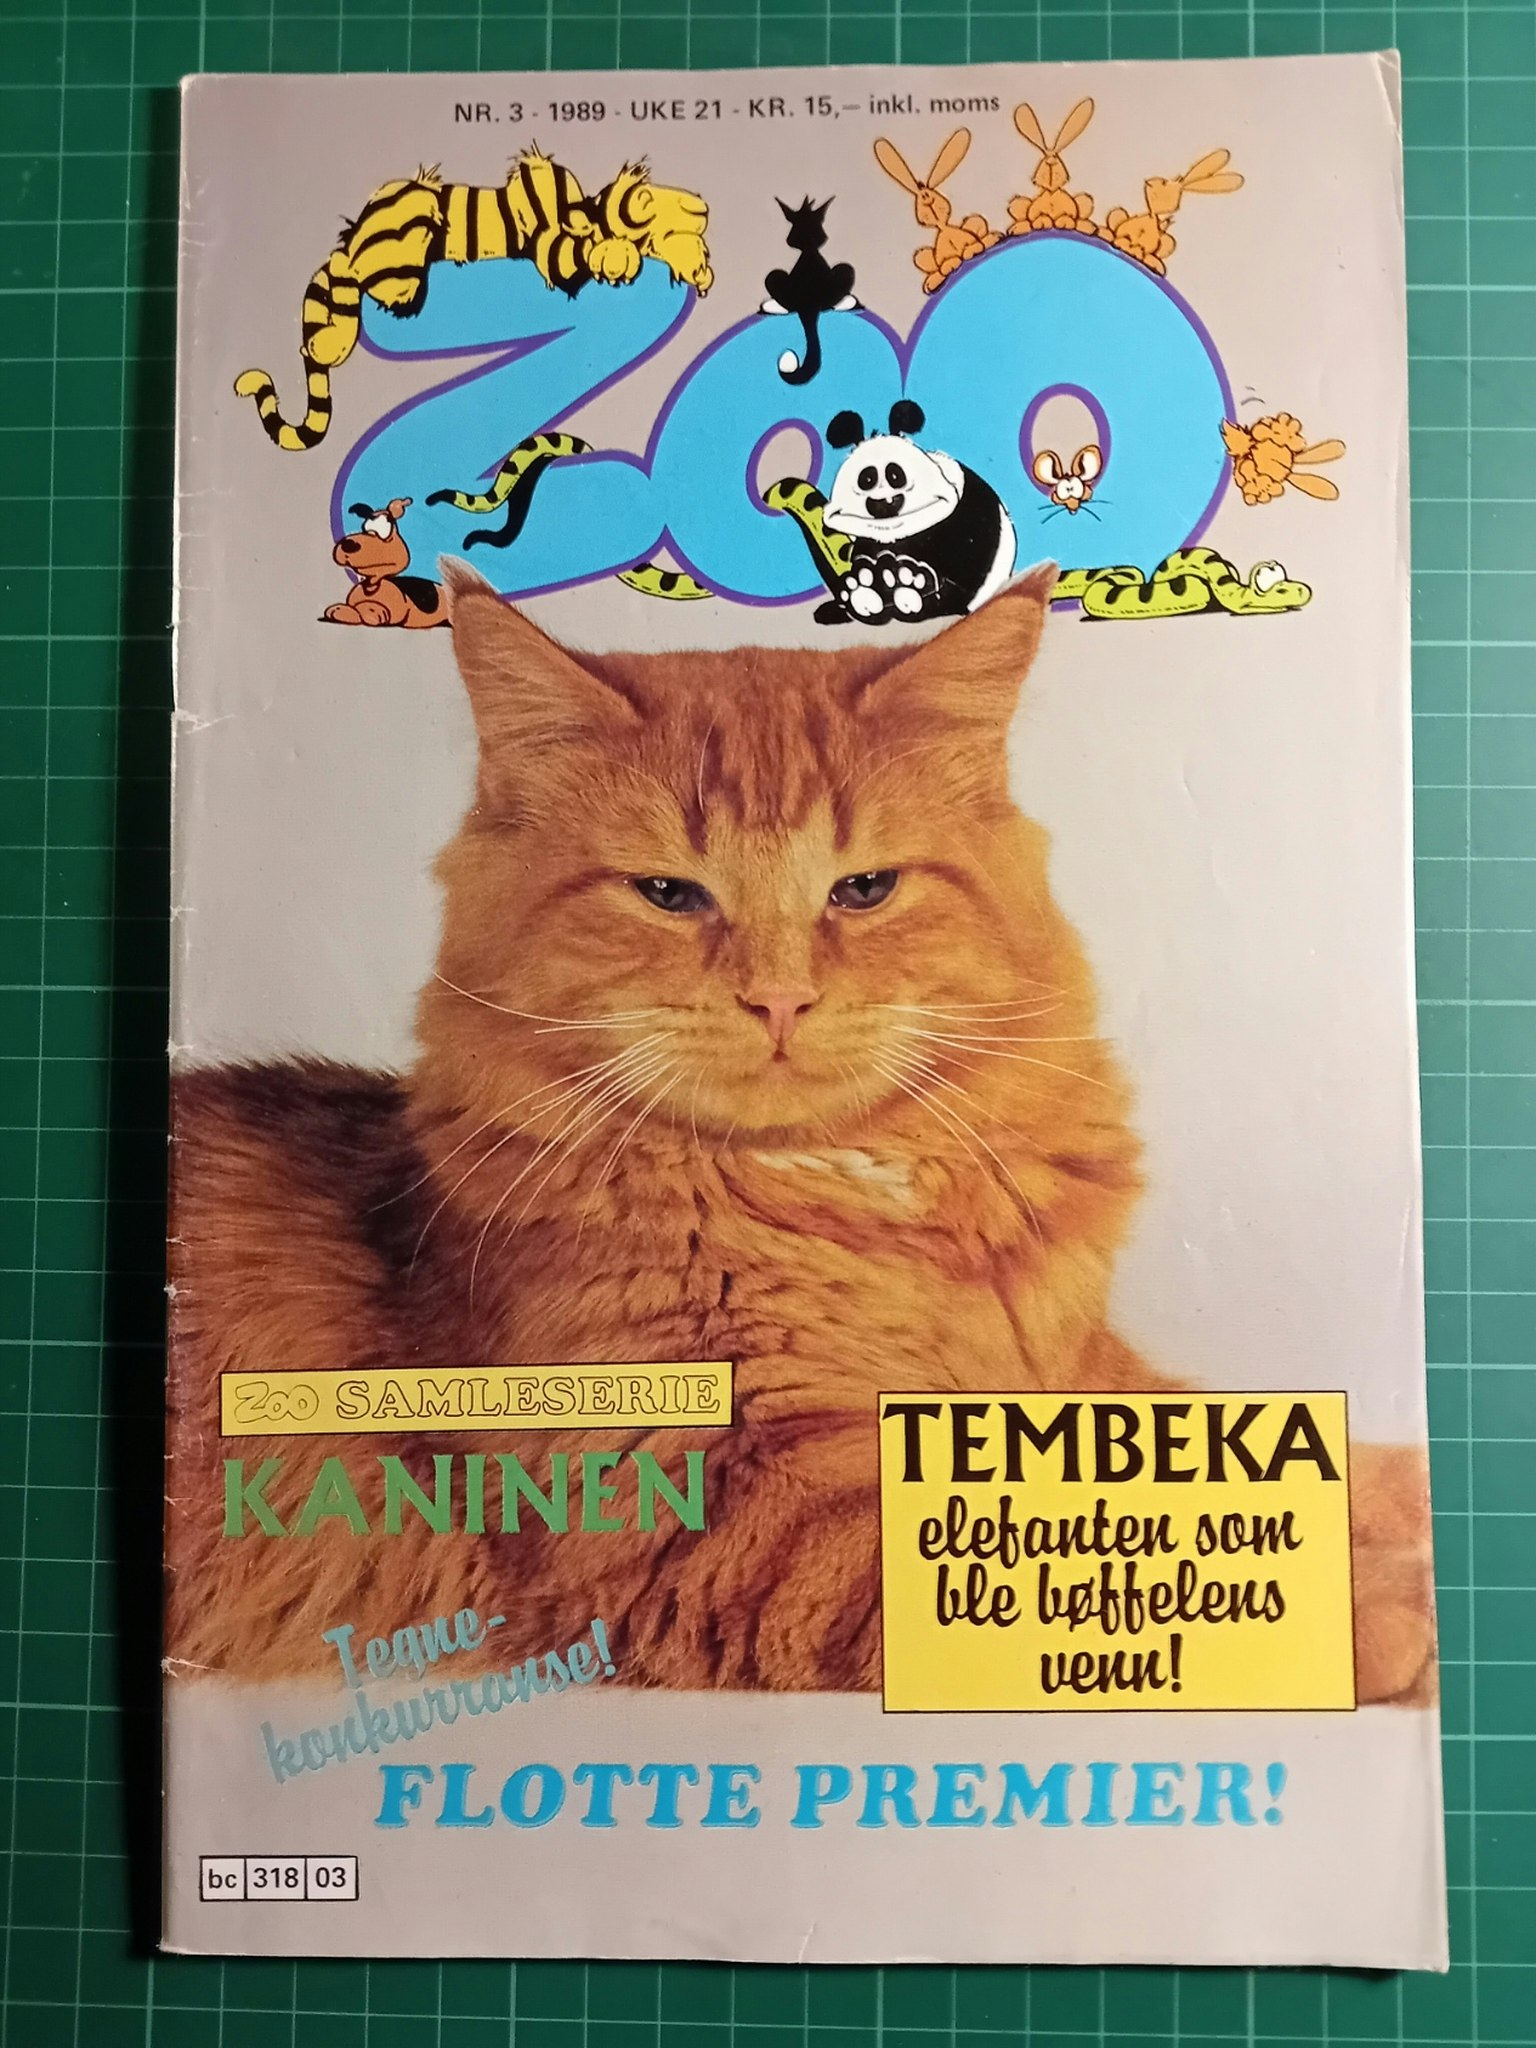 NR. 3 - 1989 - UKE 21 - KR. 15,— inkl. moms
ZOO
ZOO SAMLESERIE
KANINEN
TEMBEKA
elefanten som
ble bøffelens
venn!
Tegne-
konkurranse!
FLOTTE PREMIER!
bc 318 03